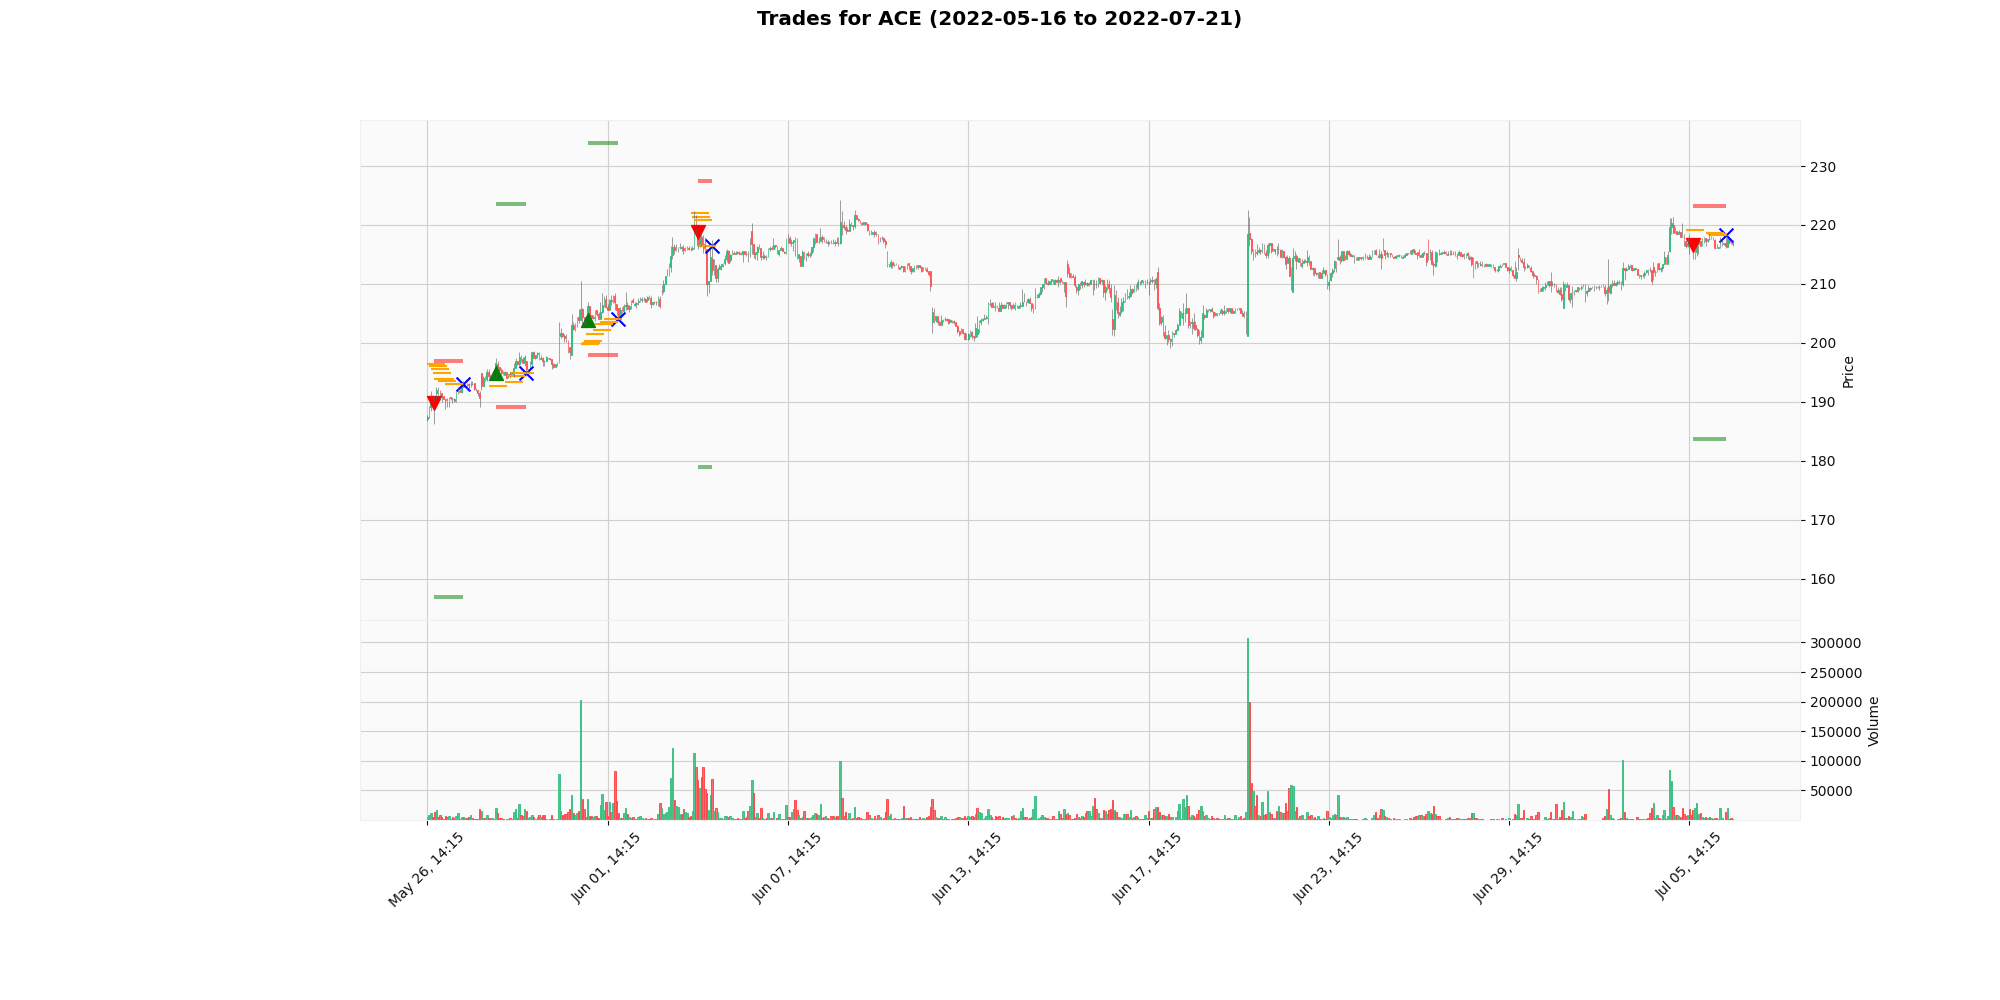 Trades for ACE (2022-05-16 to 2022-07-21)
230
220
210
200
190
180
170
160
Price
300000
250000
200000
150000
100000
50000
Volume
May 26, 14:15
Jun 01, 14:15
Jun 07, 14:15
Jun 13, 14:15
Jun 17, 14:15
Jun 23, 14:15
Jun 29, 14:15
Jul 05, 14:15